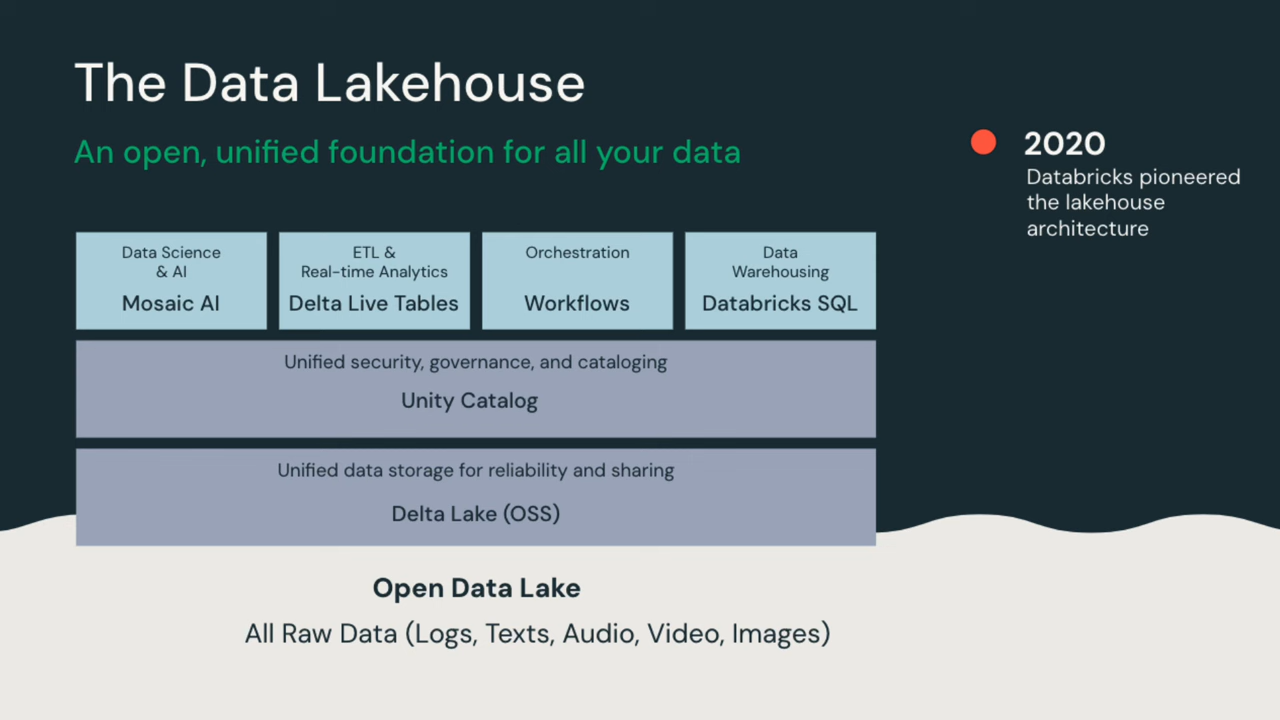 The Data Lakehouse
An open, unified foundation for all your data
2020
Databricks pioneered
the lakehouse
architecture
Data Science
& AI
Mosaic AI
ETL &
Real-time Analytics
Delta Live Tables
Orchestration
Workflows
Data
Warehousing
Databricks SQL
Unified security, governance, and cataloging
Unity Catalog
Unified data storage for reliability and sharing
Delta Lake (OSS)
Open Data Lake
All Raw Data (Logs, Texts, Audio, Video, Images)